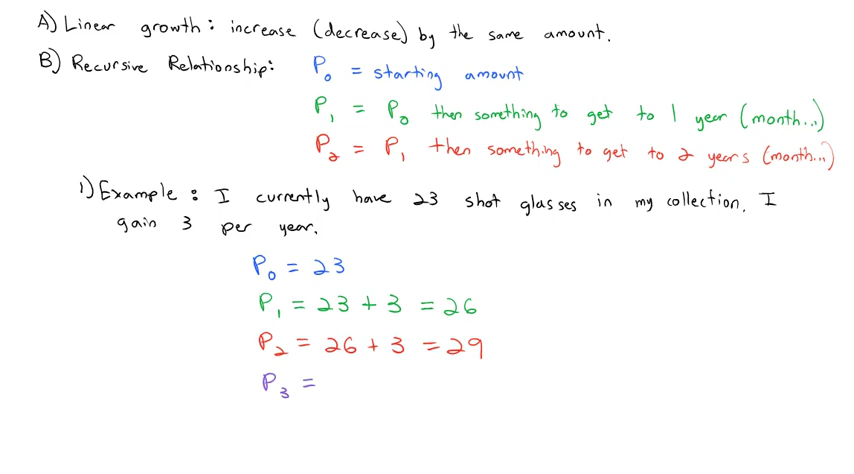 A) Linear growth: increase (decrease) by the same amount.
B) Recursive Relationship: P₀ = starting amount
P₁ = P₀ then something to get to 1 year (month...)
P₂ = P₁ then something to get to 2 years (month...)
1) Example: I currently have 23 shot glasses in my collection. I
gain 3 per year.
P₀ = 23
P₁ = 23 + 3 = 26
P₂ = 26 + 3 = 29
P₃ =